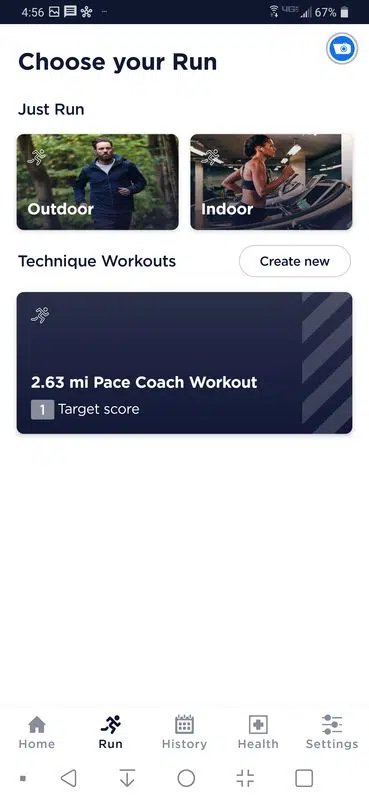 4:56
67%
Choose your Run
Just Run
Outdoor
Indoor
Technique Workouts
Create new
2.63 mi Pace Coach Workout
1 Target score
Home
Run
History
Health
Settings